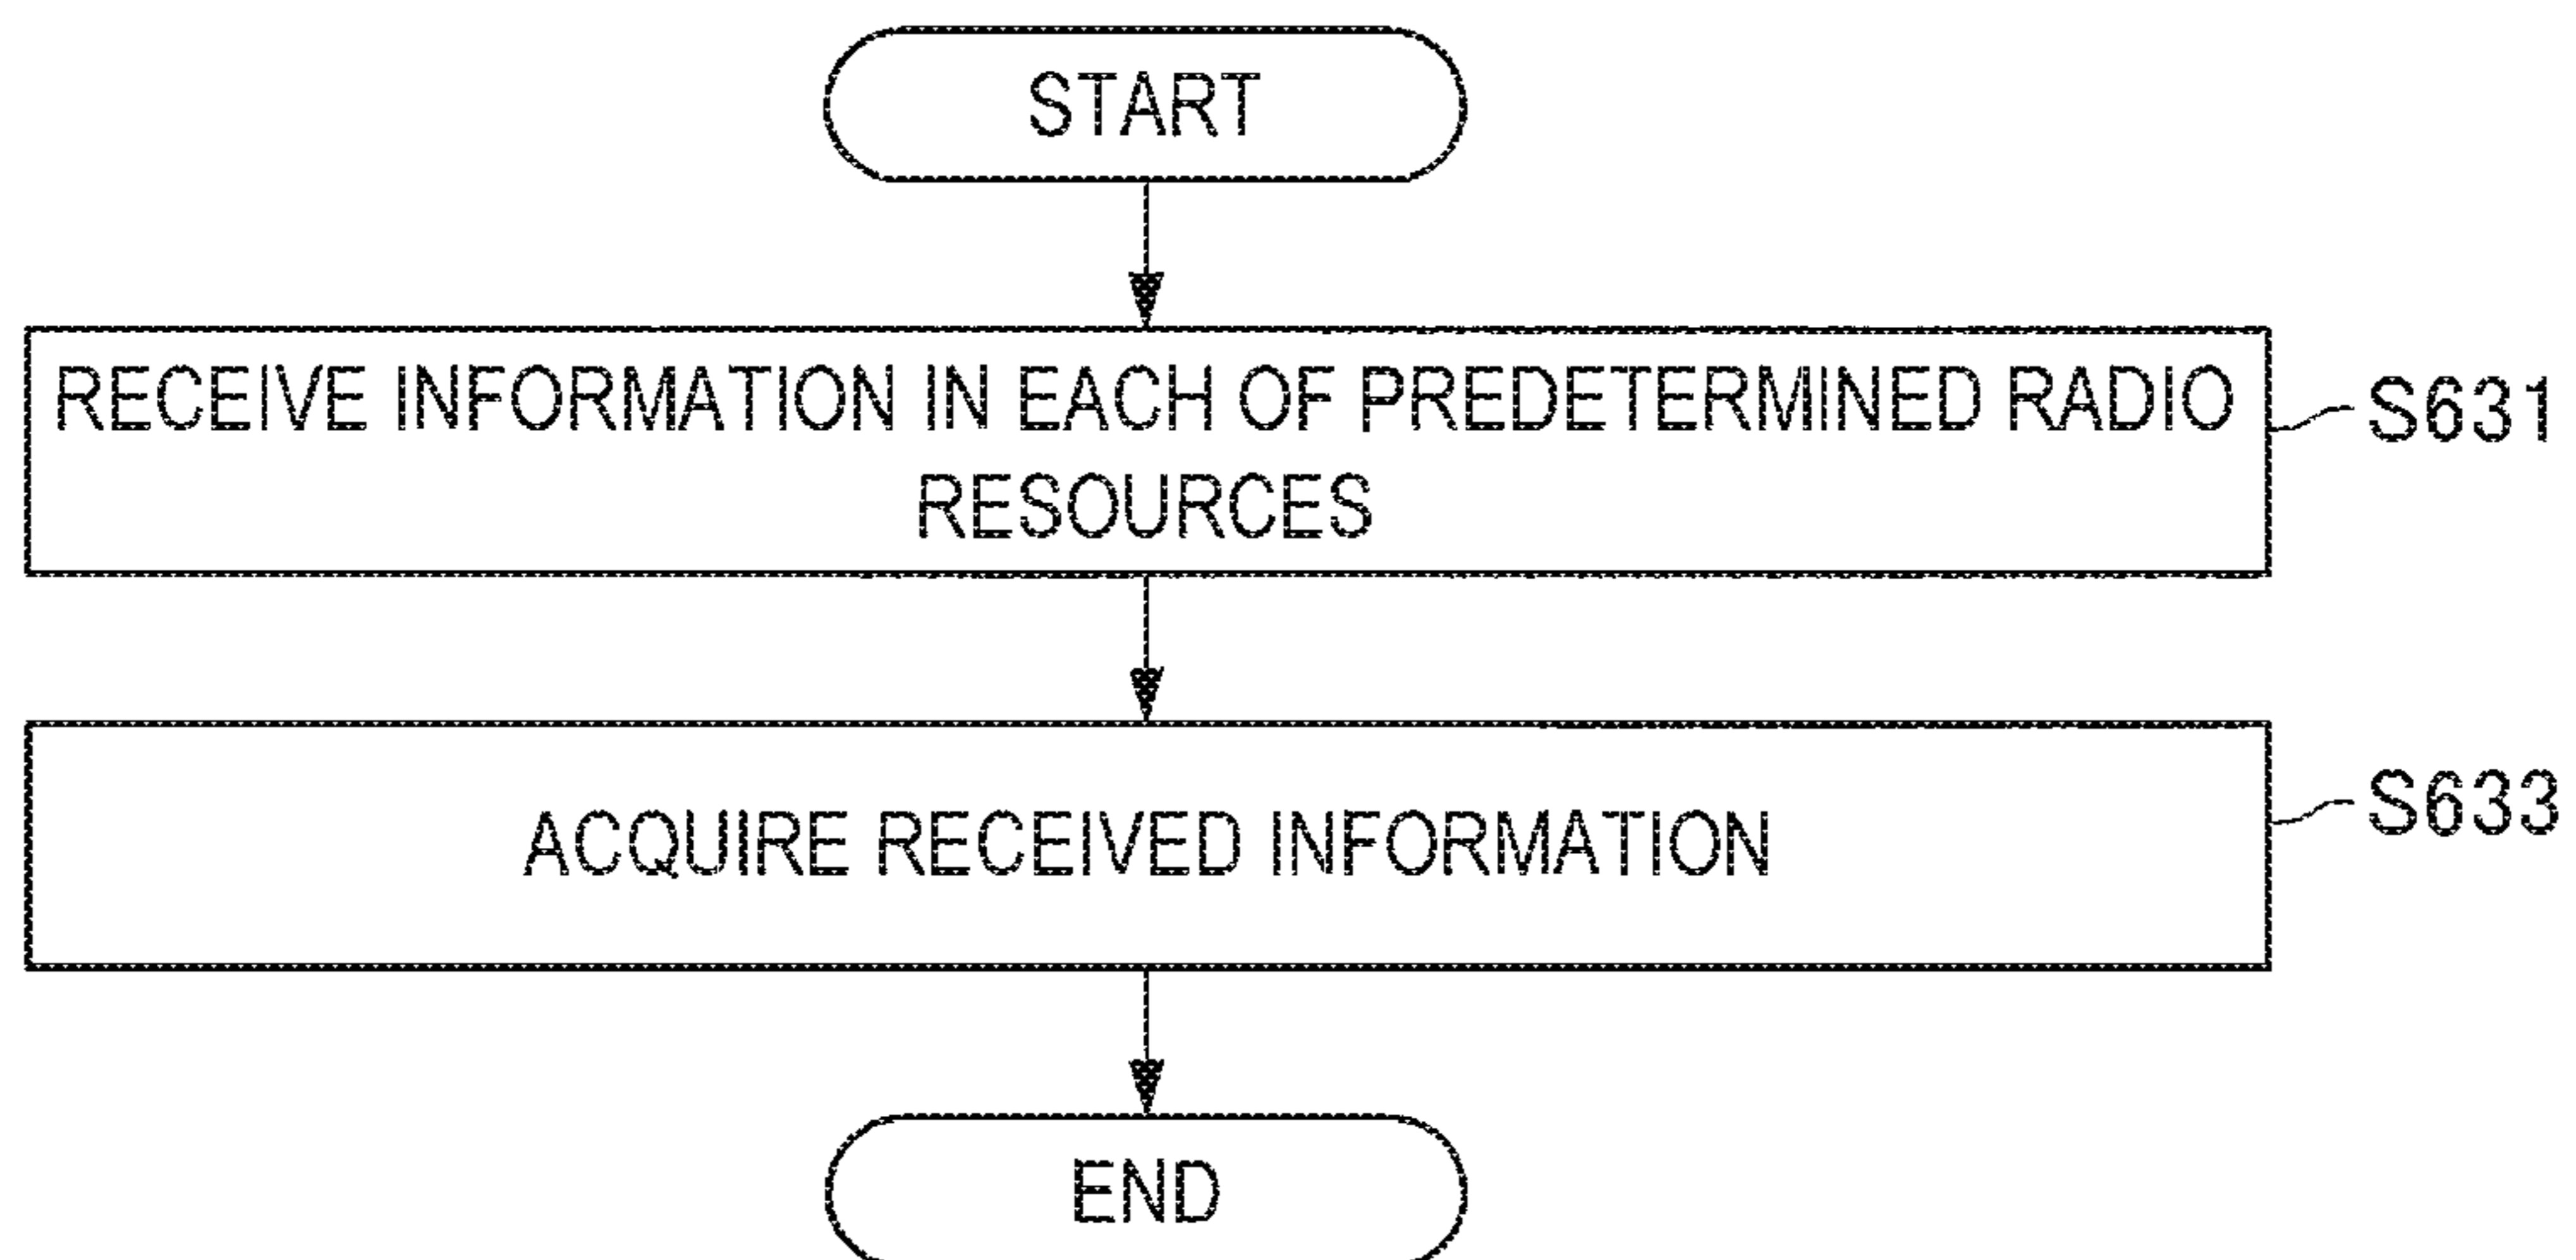 START
RECEIVE INFORMATION IN EACH OF PREDETERMINED RADIO
RESOURCES
S631
ACQUIRE RECEIVED INFORMATION
S633
END